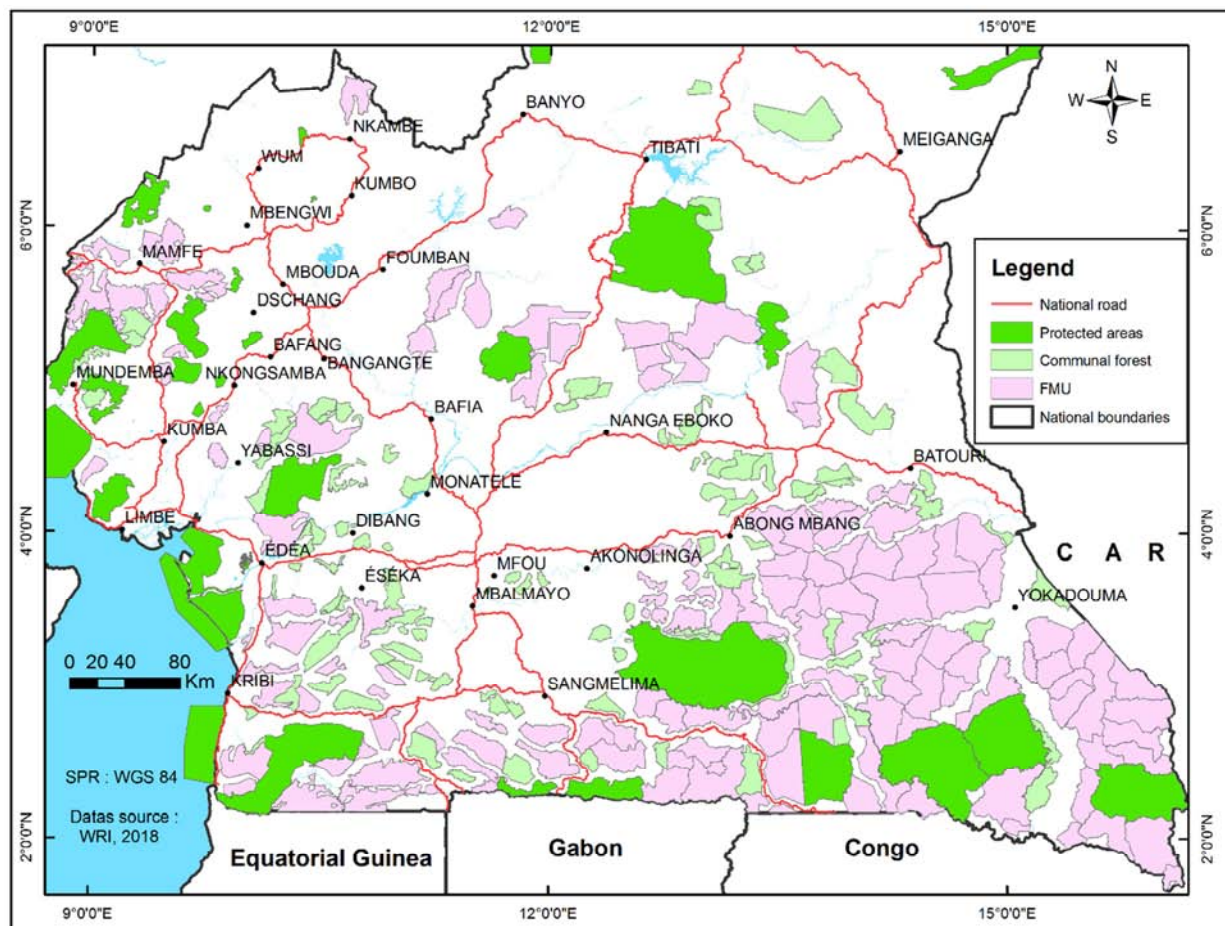 9°0'0"E
12°0'0"E
15°0'0"E
N
W
E
S
BANYO
NKAMBE
MEIGANGA
TIBATI
WUM
KUMBO
6°0'0"N
MBENGWI
6°0'0"N
MAMFE
FOUMBAN
MBOUDA
DSCHANG
Legend
National road
Protected areas
Communal forest
FMU
National boundaries
BAFANG
BANGANGTE
MUNDEMBA
NKONGSAMBA
BAFIA
NANGA EBOKO
KUMBA
YABASSI
BATOURI
MONATELE
LIMBE
DIBANG
ABONG MBANG
4°0'0"N
4°0'0"N
C A R
ÉDÉA
MFOU
AKONOLINGA
ÉSÉKA
MBALMAYO
YOKADOUMA
0 20 40 80
Km
KRIBI
SANGMELIMA
SPR : WGS 84
Datas source :
WRI, 2018
2°0'0"N
2°0'0"N
Equatorial Guinea
Gabon
Congo
9°0'0"E
12°0'0"E
15°0'0"E